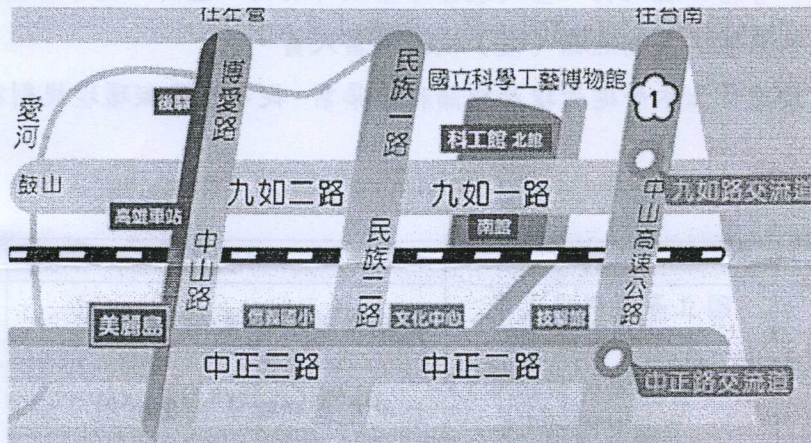 往左營
往台南
博愛路
民族一路
國立科學工藝博物館
1
愛河
後驛
科工館 北館
鼓山
九如二路
九如一路
九如路交流道
高雄車站
南館
中山路
民族二路
中山高速公路
美麗島
信義國小
文化中心
技擊館
中正三路
中正二路
中正路交流道